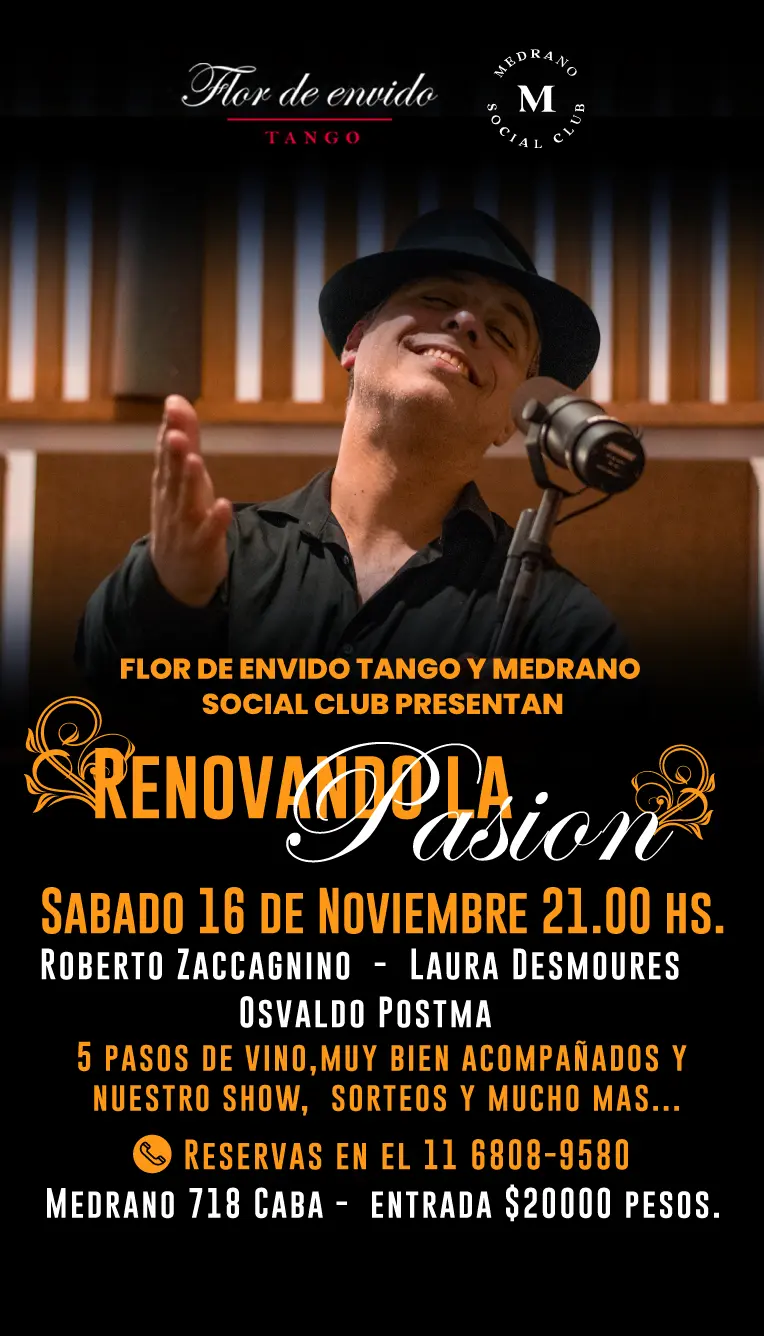 Flor de envido
TANGO
MEDRANO
M
SOCIAL CLUB
FLOR DE ENVIDO TANGO Y MEDRANO
SOCIAL CLUB PRESENTAN
RENOVANDO LA
Pasion
SABADO 16 DE NOVIEMBRE 21.00 HS.
ROBERTO ZACCAGNINO - LAURA DESMOURES
OSVALDO POSTMA
5 PASOS DE VINO,MUY BIEN ACOMPAÑADOS Y
NUESTRO SHOW, SORTEOS Y MUCHO MAS...
RESERVAS EN EL 11 6808-9580
MEDRANO 718 CABA - ENTRADA $20000 PESOS.